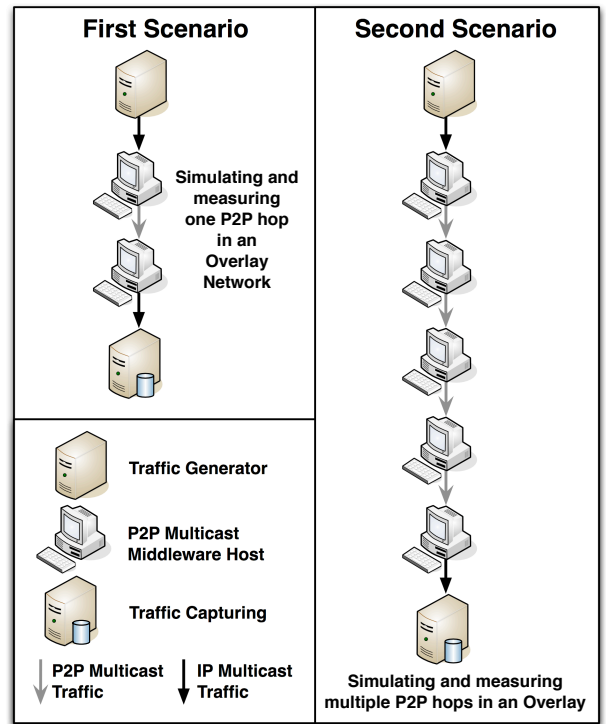 First Scenario
Simulating and
measuring
one P2P hop
in an
Overlay
Network
Second Scenario
Simulating and measuring
multiple P2P hops in an Overlay
Traffic Generator
P2P Multicast
Middleware Host
Traffic Capturing
P2P Multicast
Traffic
IP Multicast
Traffic